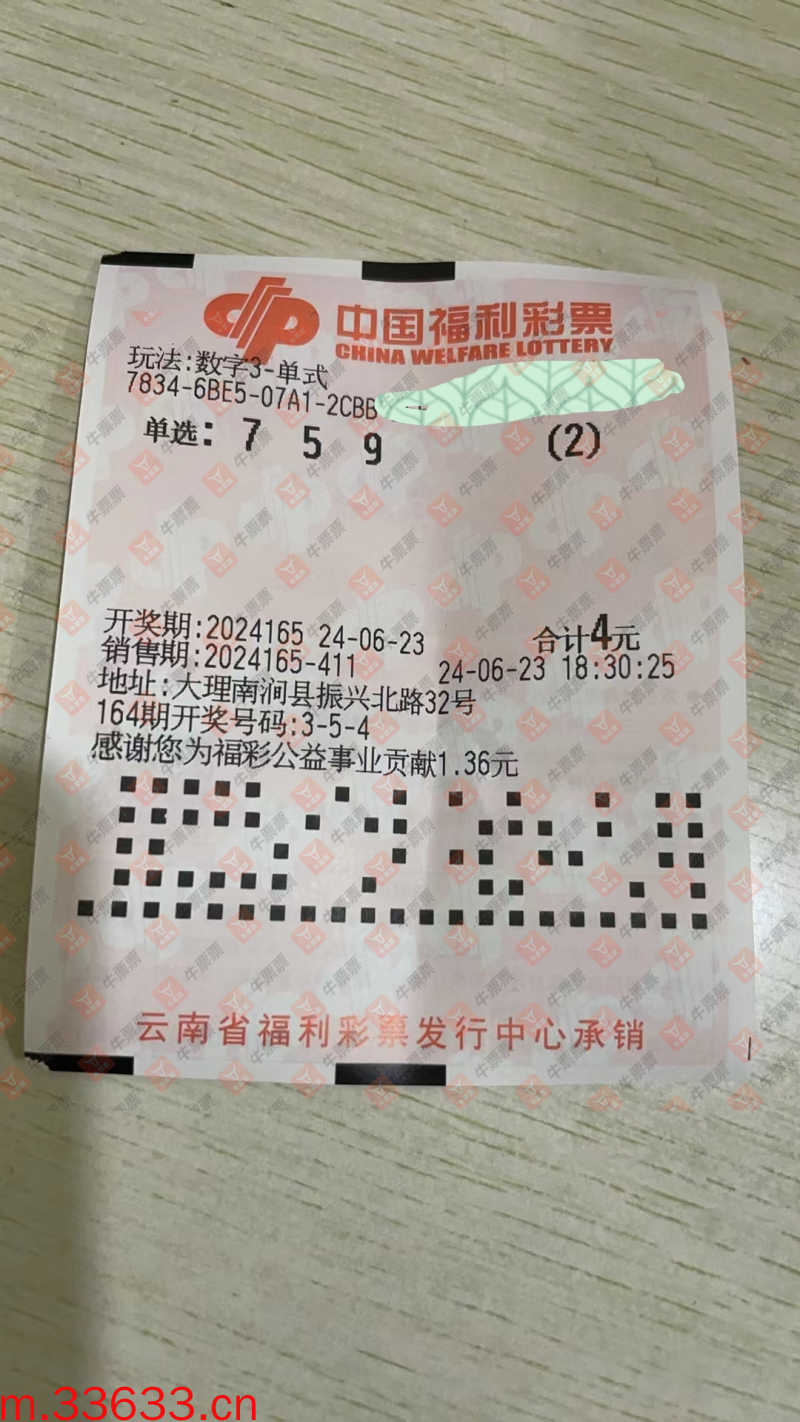 中国福利彩票
CHINA WELFARE LOTTERY
玩法:数字3-单式
7834-6BE5-07A1-2CBB
单选: 7 5 9 (2)
开奖期:2024165 24-06-23 合计4元
销售期:2024165-411 24-06-23 18:30:25
地址:大理南涧县振兴北路32号
164期开奖号码:3-5-4
感谢您为福彩公益事业贡献1.36元
云南省福利彩票发行中心承销
牛票票
m.33633.cn